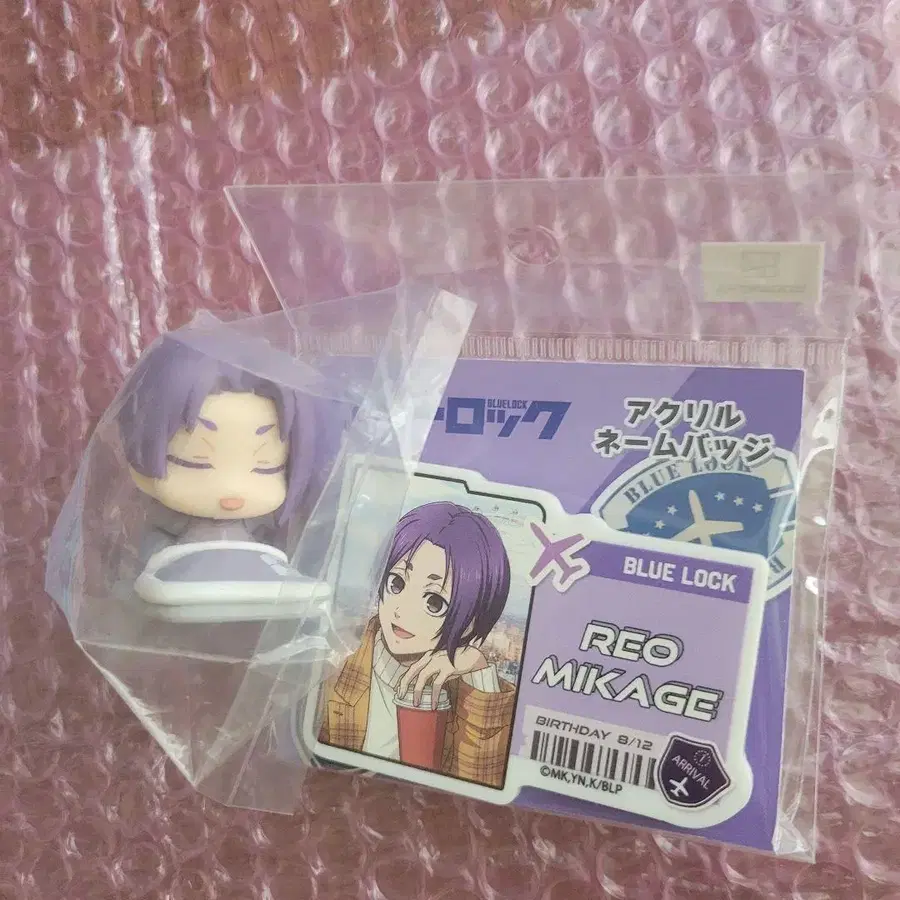 ーロック
BLUELOCK
アクリル
ネームバッジ
BLUE LOCK
BLUE LOCK
REO
MIKAGE
BIRTHDAY 8/12
©MK,YN,K/BLP
ARRIVAL